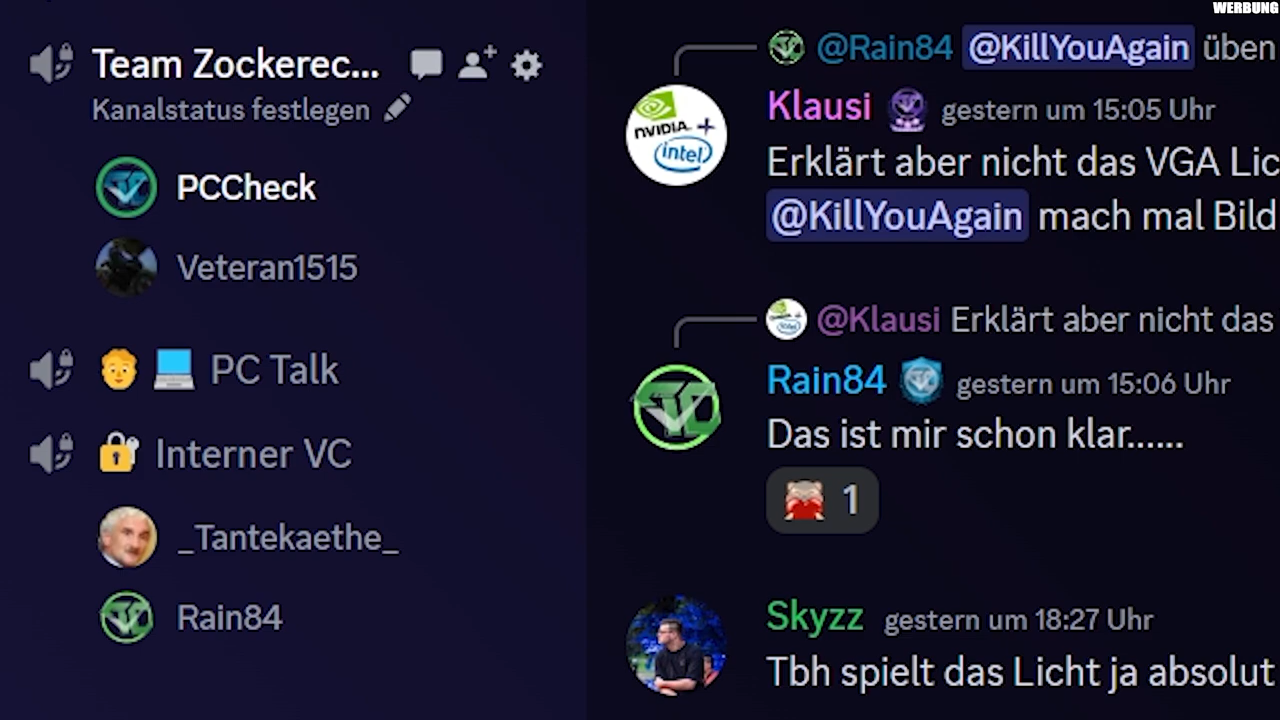 WERBUNG
Team Zockerec...
Kanalstatus festlegen
PCCheck
Veteran1515
PC Talk
Interner VC
_Tantekaethe_
Rain84
@Rain84 @KillYouAgain üben
Klausi gestern um 15:05 Uhr
NVIDIA + intel
Erklärt aber nicht das VGA Lic
@KillYouAgain mach mal Bild
@Klausi Erklärt aber nicht das
Rain84 gestern um 15:06 Uhr
Das ist mir schon klar......
1
Skyzz gestern um 18:27 Uhr
Tbh spielt das Licht ja absolut